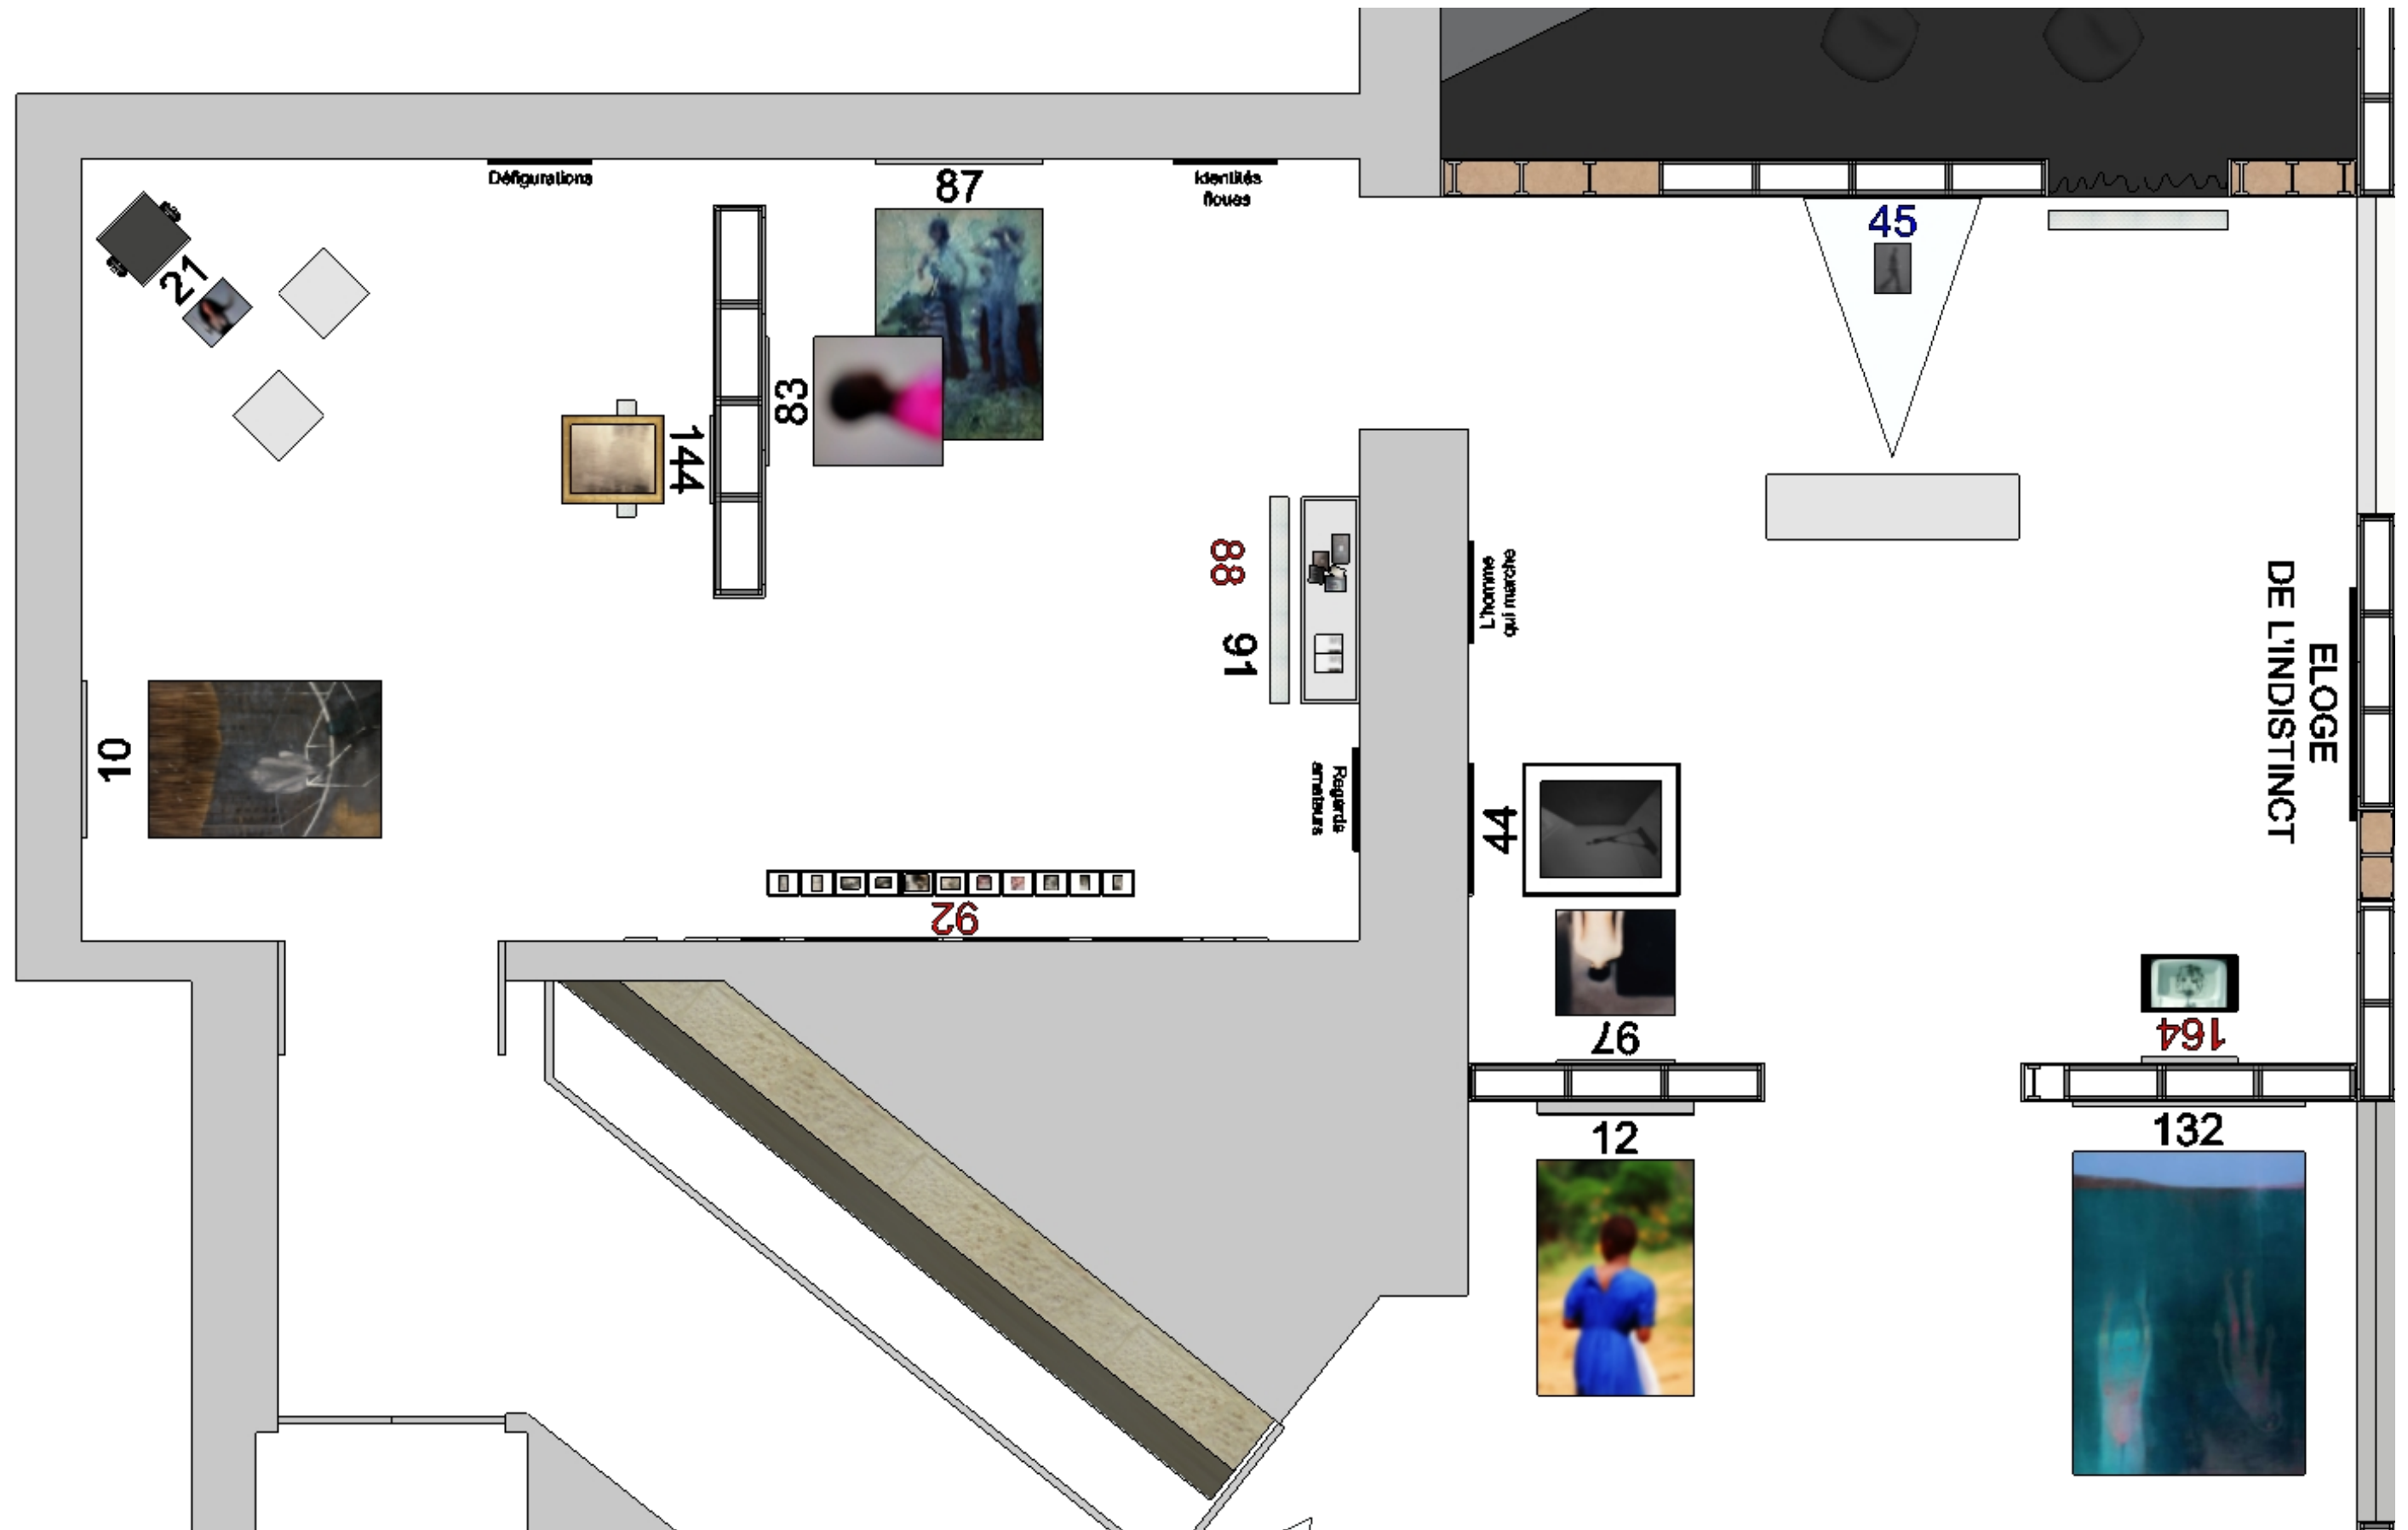 Défigurations
87
Identités
floues
45
21
83
144
88
91
L'homme
qui marche
ELOGE
DE L'INDISTINCT
10
Regards
amateurs
44
92
97
164
12
132